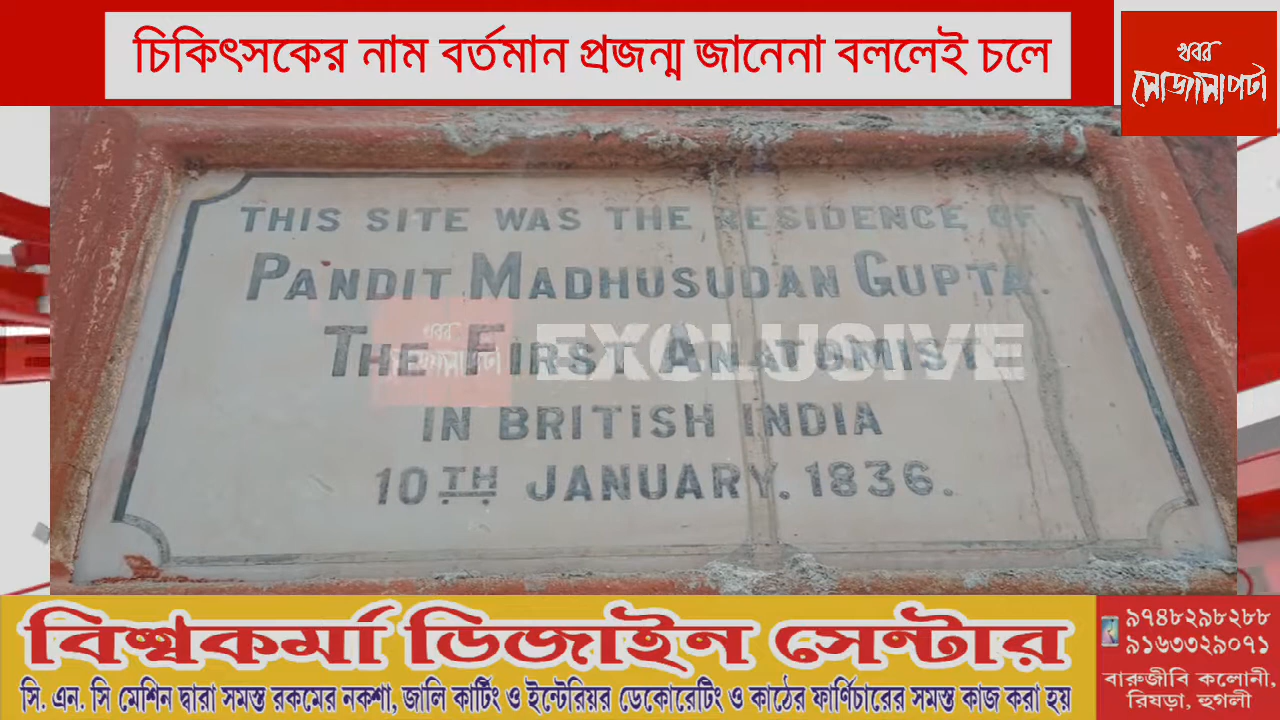 চিকিৎসকের নাম বর্তমান প্রজন্ম জানেনা বললেই চলে
খবর
সোজাসাপটা
THIS SITE WAS THE RESIDENCE OF
PANDIT MADHUSUDAN GUPTA.
THE FIRST ANATOMIST
খবর
সোজাসাপটা
EXCLUSIVE
IN BRITISH INDIA
10TH JANUARY. 1836.
বিশ্বকর্মা ডিজাইন সেন্টার
সি. এন. সি মেশিন দ্বারা সমস্ত রকমের নকশা, জালি কাটিং ও ইন্টেরিয়র ডেকোরেটিং ও কাঠের ফার্ণিচারের সমস্ত কাজ করা হয়
৯৭৪৮২৯৮২৮৮
৯১৬৩৩২৯০৭১
বারুজীবি কলোনী,
রিষড়া, হুগলী